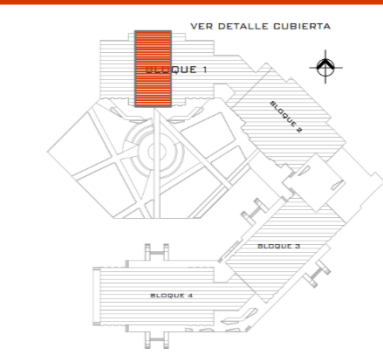 VER DETALLE CUBIERTA
BLOQUE 1
BLOQUE 2
BLOQUE 3
BLOQUE 4